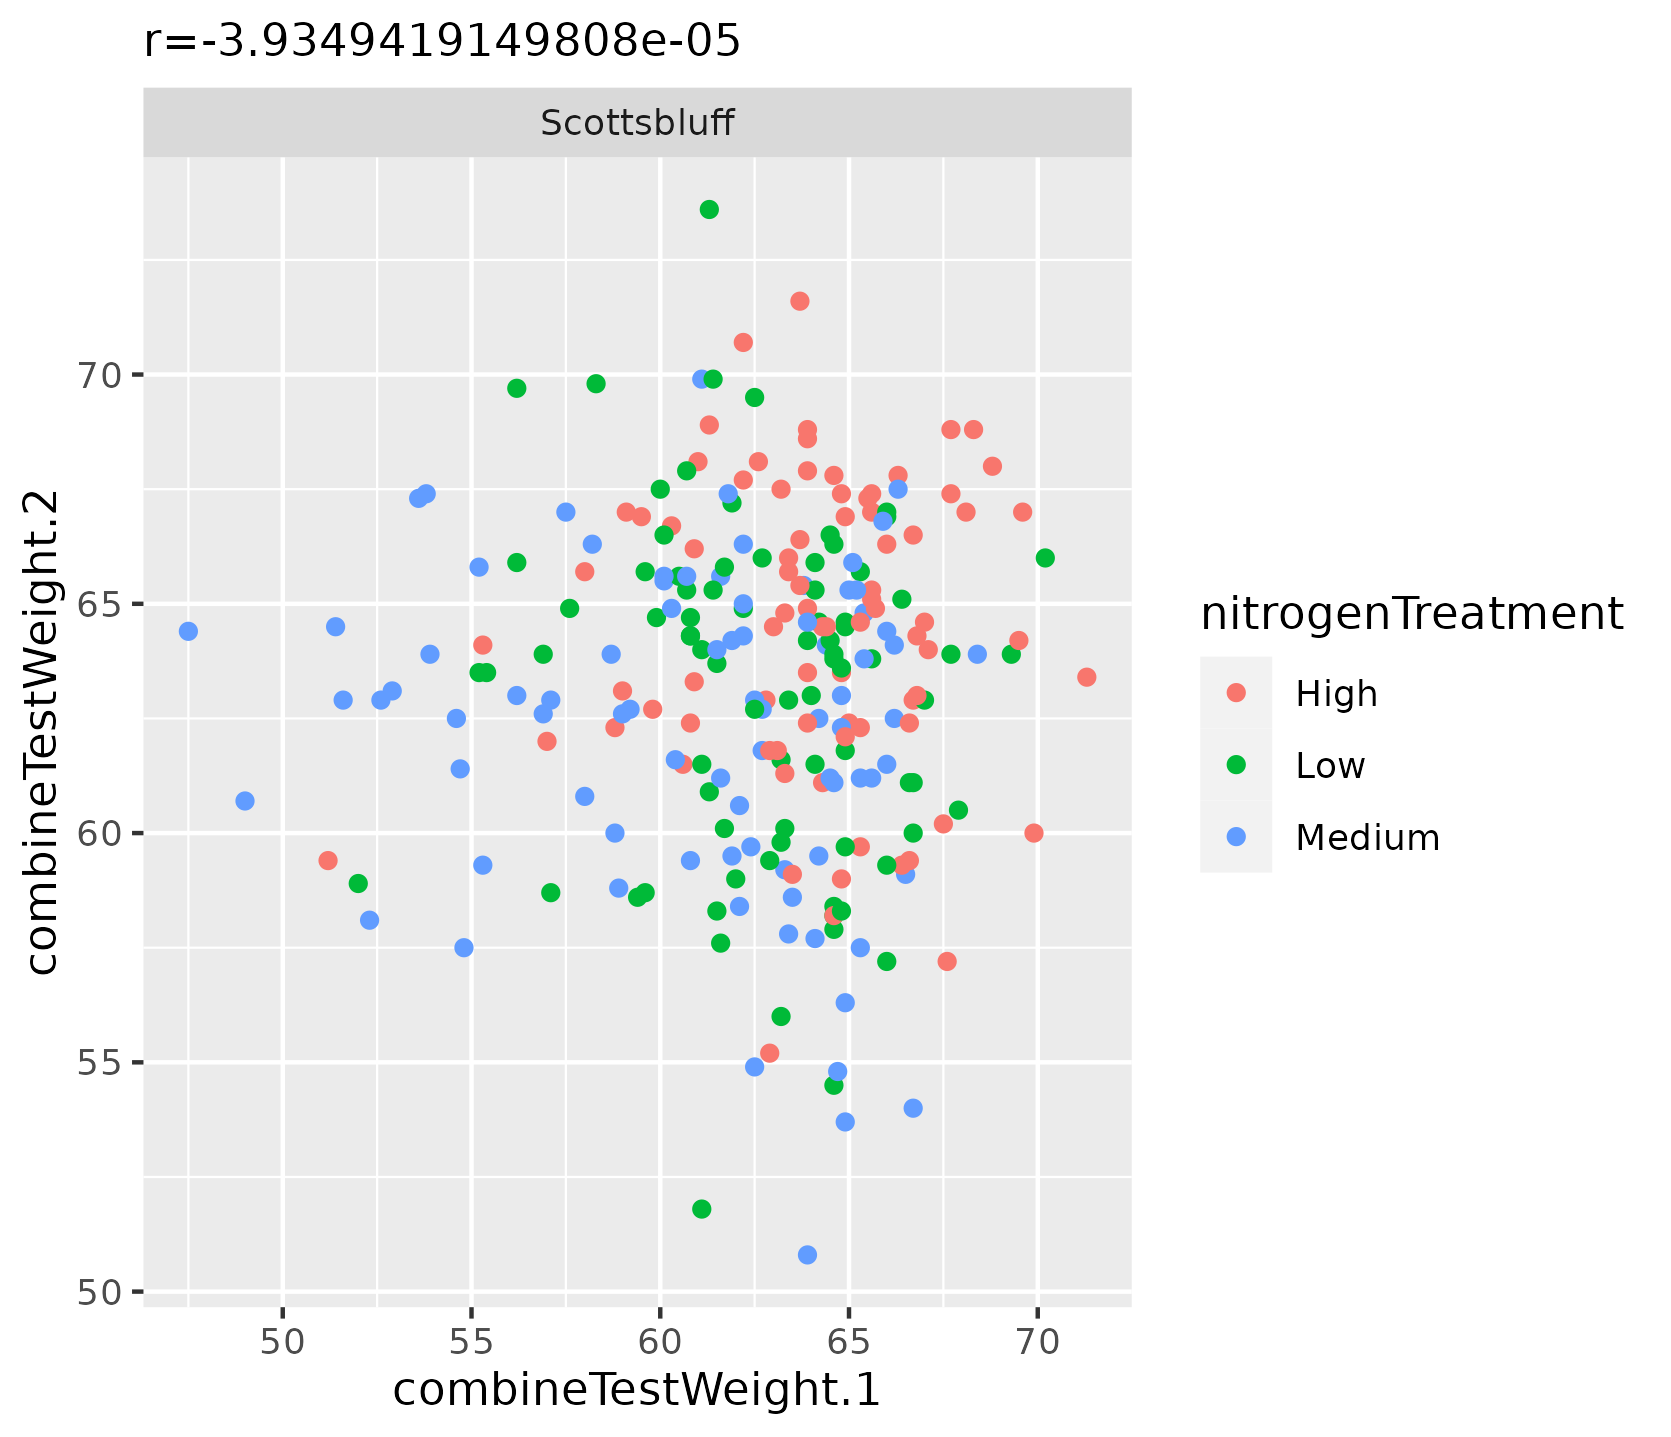 r=-3.9349419149808e-05
Scottsbluff
combineTestWeight.2
70
65
60
55
50
50 55 60 65 70
combineTestWeight.1
nitrogenTreatment
High
Low
Medium